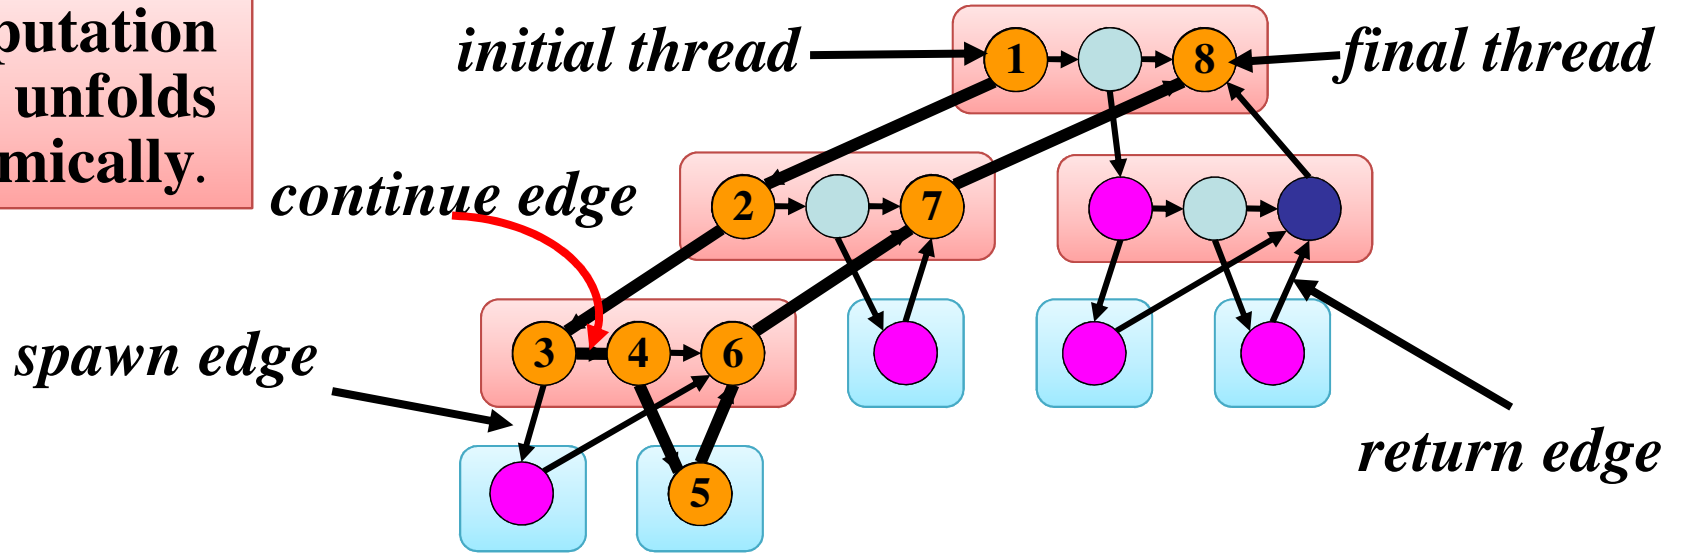 putation
unfolds
mically.
initial thread
final thread
1
8
continue edge
2
7
spawn edge
3
4
6
return edge
5